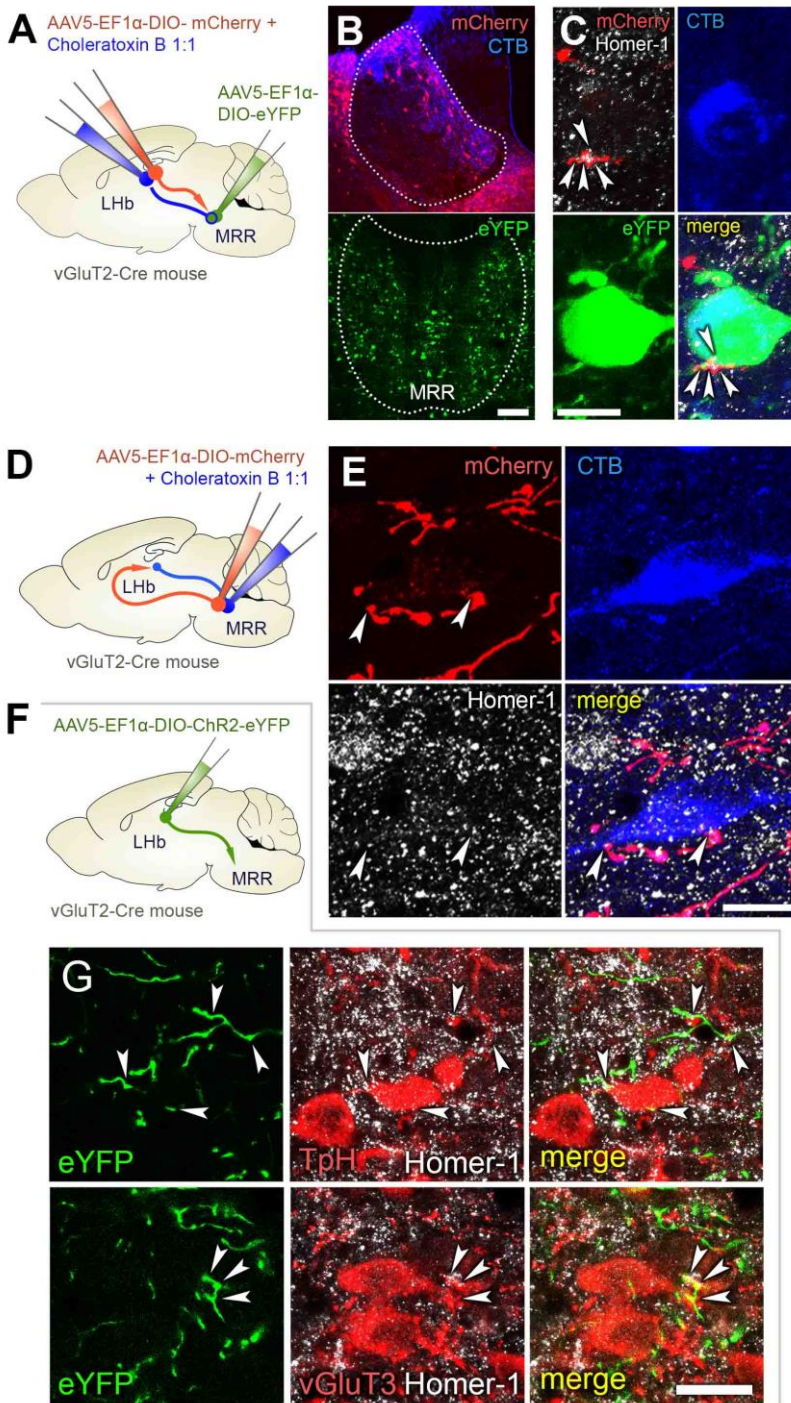 A
AAV5-EF1α-DIO- mCherry +
Choleratoxin B 1:1
AAV5-EF1α-
DIO-eYFP
LHb
MRR
vGluT2-Cre mouse
B
mCherry
CTB
eYFP
MRR
C
mCherry
Homer-1
CTB
eYFP
merge
D
AAV5-EF1α-DIO-mCherry
+ Choleratoxin B 1:1
LHb
MRR
vGluT2-Cre mouse
E
mCherry
CTB
Homer-1
merge
F
AAV5-EF1α-DIO-ChR2-eYFP
LHb
MRR
vGluT2-Cre mouse
G
eYFP
TpH Homer-1
merge
eYFP
vGluT3 Homer-1
merge